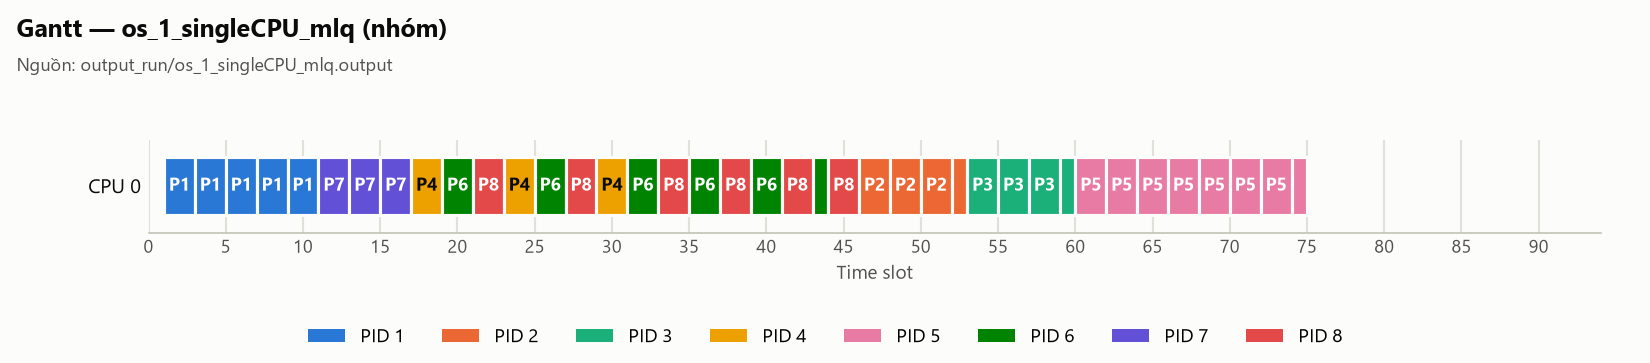 Gantt — os_1_singleCPU_mlq (nhóm)
Nguồn: output_run/os_1_singleCPU_mlq.output
CPU 0 P1 P1 P1 P1 P1 P7 P7 P7 P4 P6 P8 P4 P6 P8 P4 P6 P8 P6 P8 P6 P8 P8 P2 P2 P2 P3 P3 P3 P5 P5 P5 P5 P5 P5 P5
0 5 10 15 20 25 30 35 40 45 50 55 60 65 70 75 80 85 90
Time slot
PID 1 PID 2 PID 3 PID 4 PID 5 PID 6 PID 7 PID 8